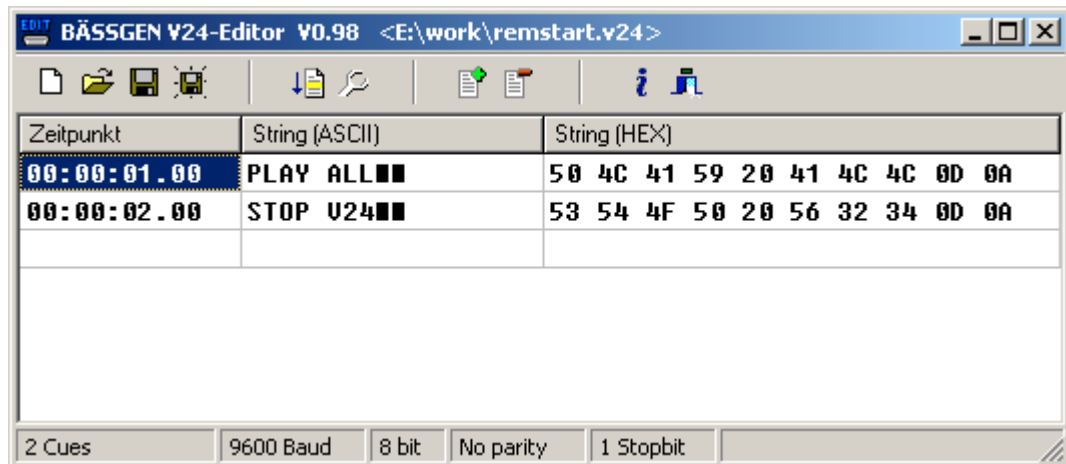 EDIT BÄSSGEN V24-Editor V0.98 <E:\work\remstart.v24>
Zeitpunkt String (ASCII) String (HEX)
00:00:01.00 PLAY ALL■■ 50 4C 41 59 20 41 4C 4C 0D 0A
00:00:02.00 STOP V24■■ 53 54 4F 50 20 56 32 34 0D 0A
2 Cues 9600 Baud 8 bit No parity 1 Stopbit